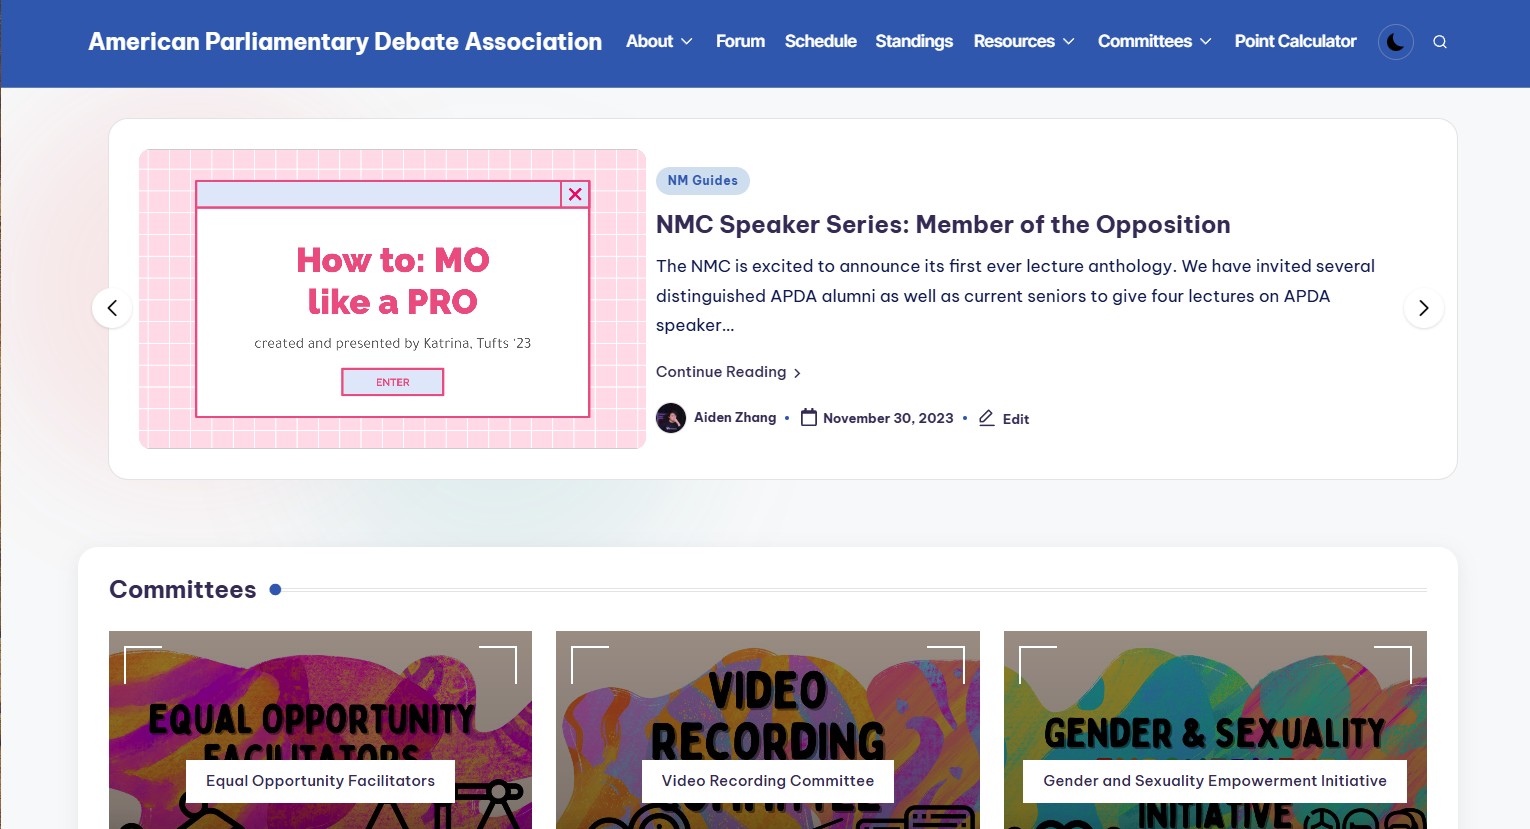 American Parliamentary Debate Association
About
Forum
Schedule
Standings
Resources
Committees
Point Calculator
How to: MO
like a PRO
created and presented by Katrina, Tufts '23
ENTER
NM Guides
NMC Speaker Series: Member of the Opposition
The NMC is excited to announce its first ever lecture anthology. We have invited several
distinguished APDA alumni as well as current seniors to give four lectures on APDA
speaker...
Continue Reading
Aiden Zhang • November 30, 2023 • Edit
Committees
EQUAL OPPORTUNITY
FACILITATORS
Equal Opportunity Facilitators
VIDEO
RECORDING
COMMITTEE
Video Recording Committee
GENDER & SEXUALITY
INITIATIVE
Gender and Sexuality Empowerment Initiative